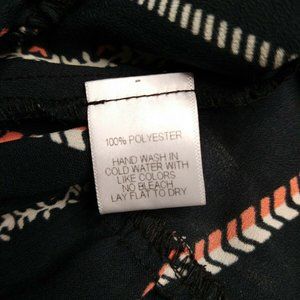 100% POLYESTER
HAND WASH IN
COLD WATER WITH
LIKE COLORS
NO BLEACH
LAY FLAT TO DRY